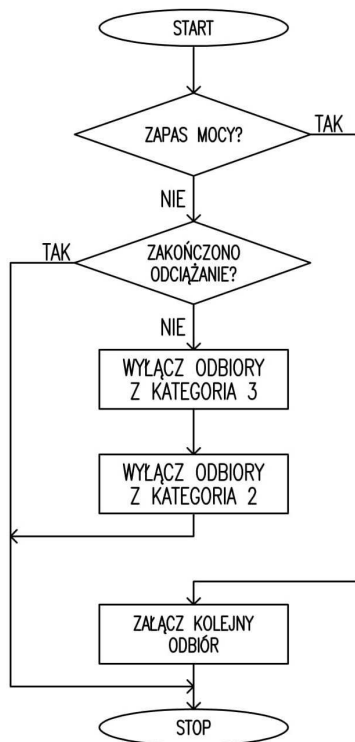 START
ZAPAS MOCY?
TAK
NIE
TAK
ZAKOŃCZONO
ODCIĄŻANIE?
NIE
WYŁĄCZ ODBIORY
Z KATEGORIA 3
WYŁĄCZ ODBIORY
Z KATEGORIA 2
ZAŁĄCZ KOLEJNY
ODBIÓR
STOP